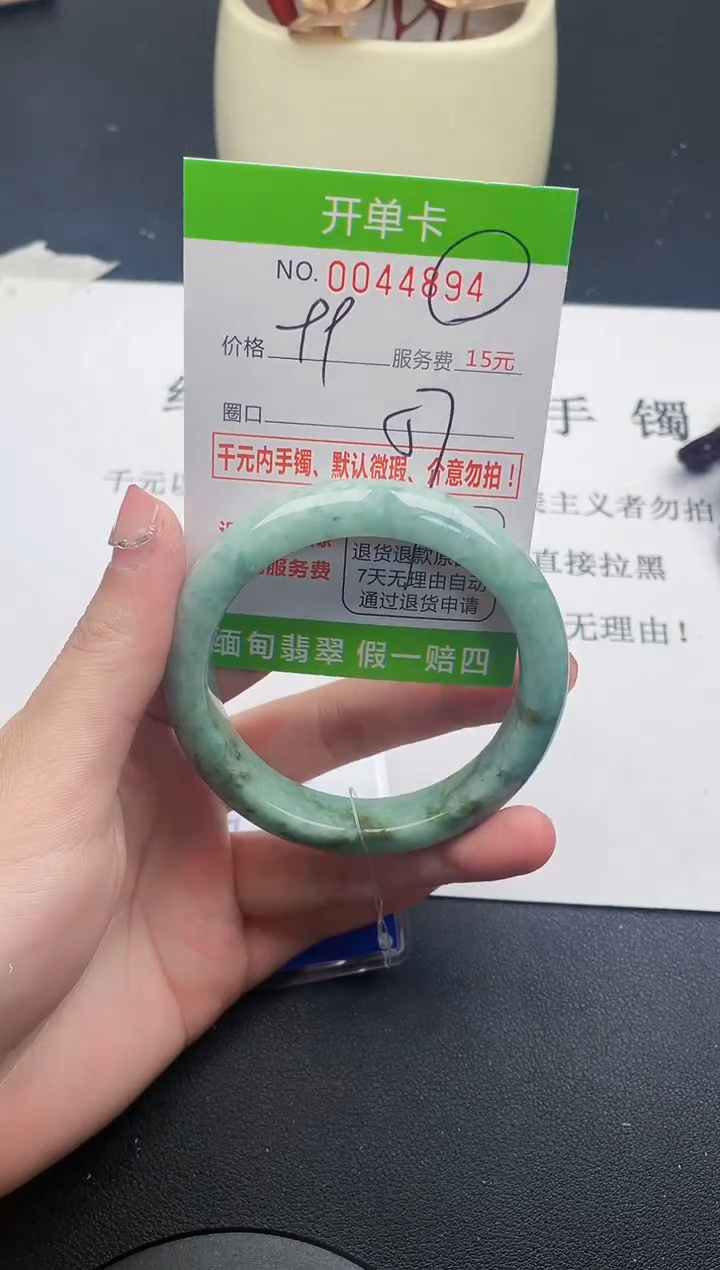 开单卡
NO. 0044894
价格 服务费 15元
圈口
千元内手镯、默认微瑕、介意勿拍！
服务费
退货退款
7天无理由自动
通过退货申请
缅甸翡翠 假一赔四
手镯
千元以
主义者勿拍
直接拉黑
无理由！